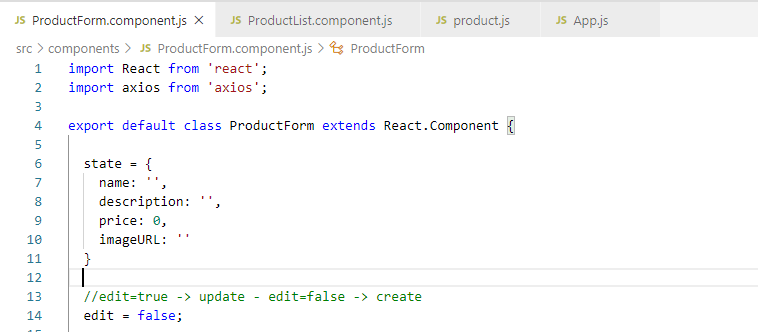 JS ProductForm.component.js × JS ProductList.component.js JS product.js JS App.js
src > components > JS ProductForm.component.js > ProductForm
1 import React from 'react';
2 import axios from 'axios';
3
4 export default class ProductForm extends React.Component {
5
6 state = {
7 name: '',
8 description: '',
9 price: 0,
10 imageURL: ''
11 }
12
13 //edit=true -> update - edit=false -> create
14 edit = false;